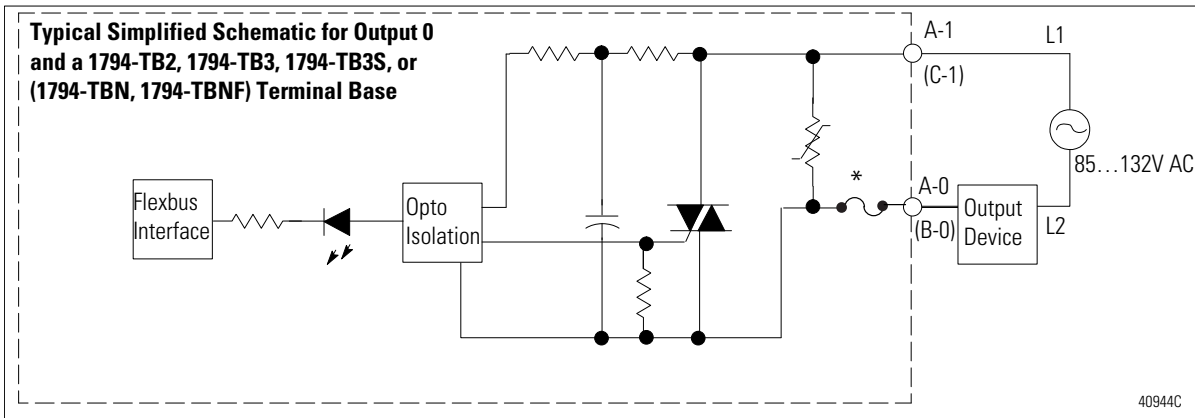 Typical Simplified Schematic for Output 0
and a 1794-TB2, 1794-TB3, 1794-TB3S, or
(1794-TBN, 1794-TBNF) Terminal Base
A-1
L1
(C-1)
85...132V AC
*
A-0
Flexbus
Interface
Opto
Isolation
(B-0)
Output
Device
L2
40944C